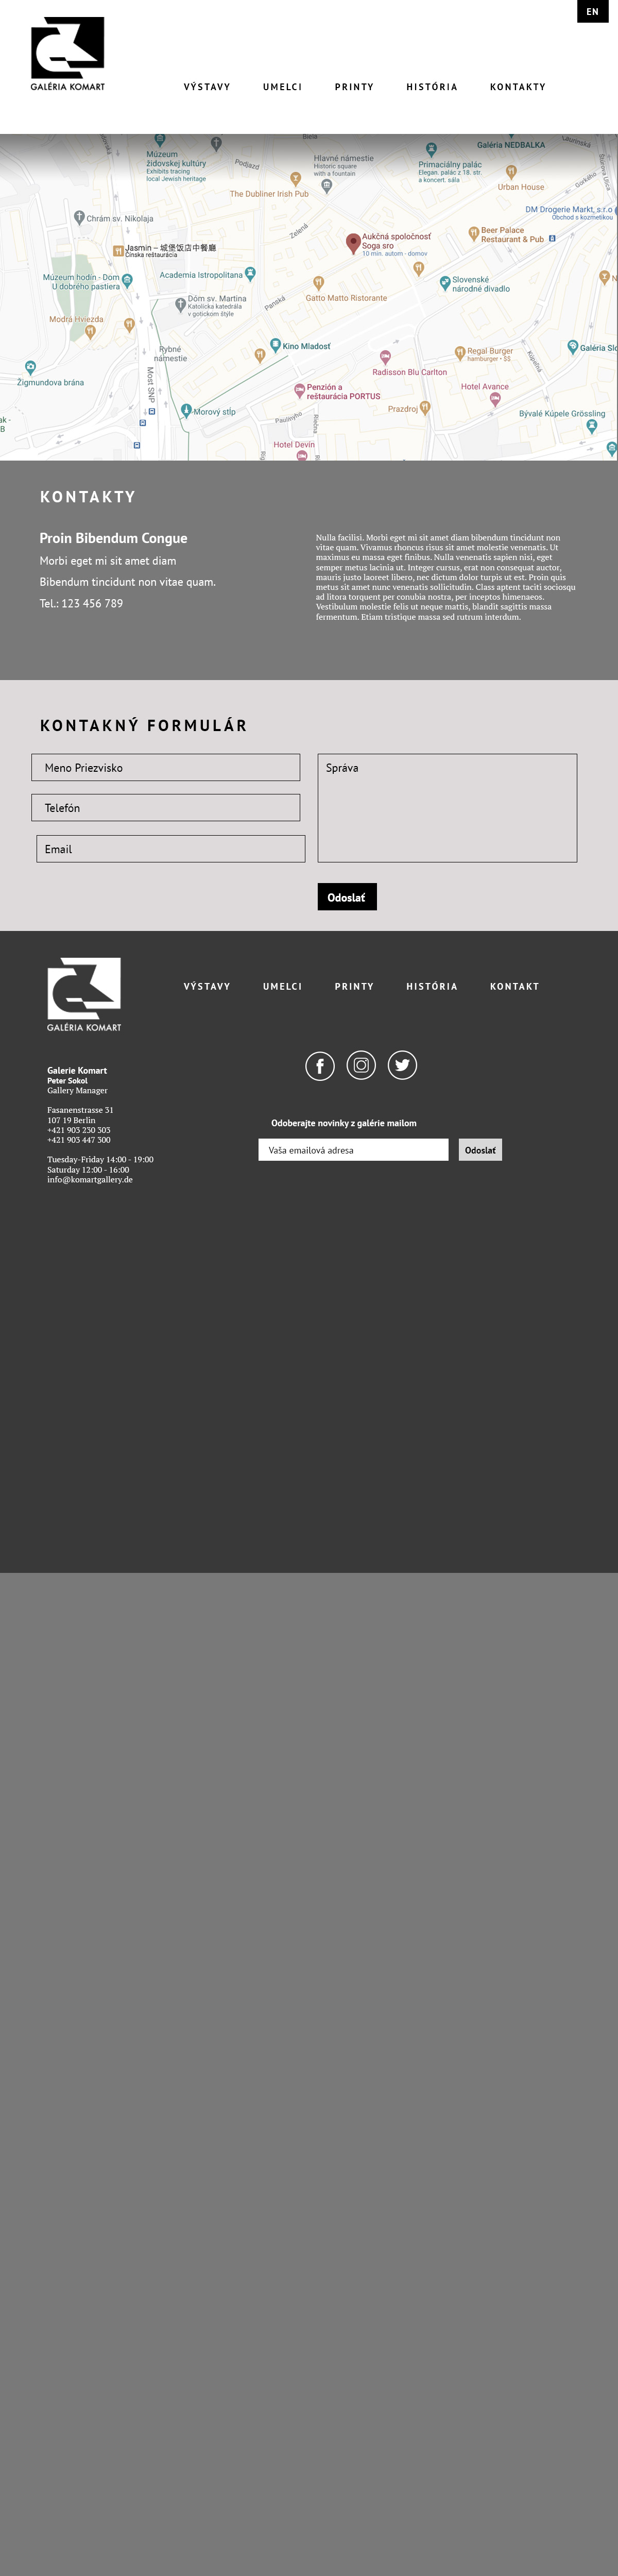 EN
GALÉRIA KOMART
VÝSTAVY UMELCI PRINTY HISTÓRIA KONTAKTY
Biela
Laurinská
Múzeum
židovskej kultúry
Exhibits tracing
local Jewish heritage
Podjazd
Hlavné námestie
Historic square
with a fountain
Primaciálny palác
Elegan. palác z 18. str.
a koncert. sála
Galéria NEDBALKA
Štúrova Ulica
Gorkého
The Dubliner Irish Pub
Urban House
DM Drogerie Markt, s.r.o
Obchod s kozmetikou
Chrám sv. Mikolaja
Zelená
Aukčná spoločnosť
Soga sro
10 min. autom - domov
Beer Palace
Restaurant & Pub
Jasmin – 城堡饭店中餐廳
Čínska reštaurácia
Múzeum hodín - Dom
U dobrého pastiera
Academia Istropolitana
Slovenské
národné divadlo
Dóm sv. Martina
Katolícka katedrála
v gotickom štýle
Panská
Gatto Matto Ristorante
Modrá Hviezda
Rybné
námestie
Kino Mladosť
Regal Burger
hamburger • $$
Galéria Slo
Kúpeľná
Radisson Blu Carlton
Žigmundova brána
Most SNP
Penzión a
reštaurácia PORTUS
Hotel Avance
Morový stĺp
Prazdroj
Bývalé Kúpele Grössling
Paulínyho
Riečna
ak -
B
Hotel Devín
KONTAKTY
Proin Bibendum Congue
Morbi eget mi sit amet diam
Bibendum tincidunt non vitae quam.
Tel.: 123 456 789
Nulla facilisi. Morbi eget mi sit amet diam bibendum tincidunt non
vitae quam. Vivamus rhoncus risus sit amet molestie venenatis. Ut
maximus eu massa eget finibus. Nulla venenatis sapien nisi, eget
semper metus lacinia ut. Integer cursus, erat non consequat auctor,
mauris justo laoreet libero, nec dictum dolor turpis ut est. Proin quis
metus sit amet nunc venenatis sollicitudin. Class aptent taciti sociosqu
ad litora torquent per conubia nostra, per inceptos himenaeos.
Vestibulum molestie felis ut neque mattis, blandit sagittis massa
fermentum. Etiam tristique massa sed rutrum interdum.
KONTAKNÝ FORMULÁR
Meno Priezvisko
Telefón
Email
Správa
Odoslať
GALÉRIA KOMART
VÝSTAVY UMELCI PRINTY HISTÓRIA KONTAKT
Galerie Komart
Peter Sokol
Gallery Manager
Fasanenstrasse 31
107 19 Berlin
+421 903 230 303
+421 903 447 300
Tuesday-Friday 14:00 - 19:00
Saturday 12:00 - 16:00
info@komartgallery.de
Odoberajte novinky z galérie mailom
Vaša emailová adresa
Odoslať